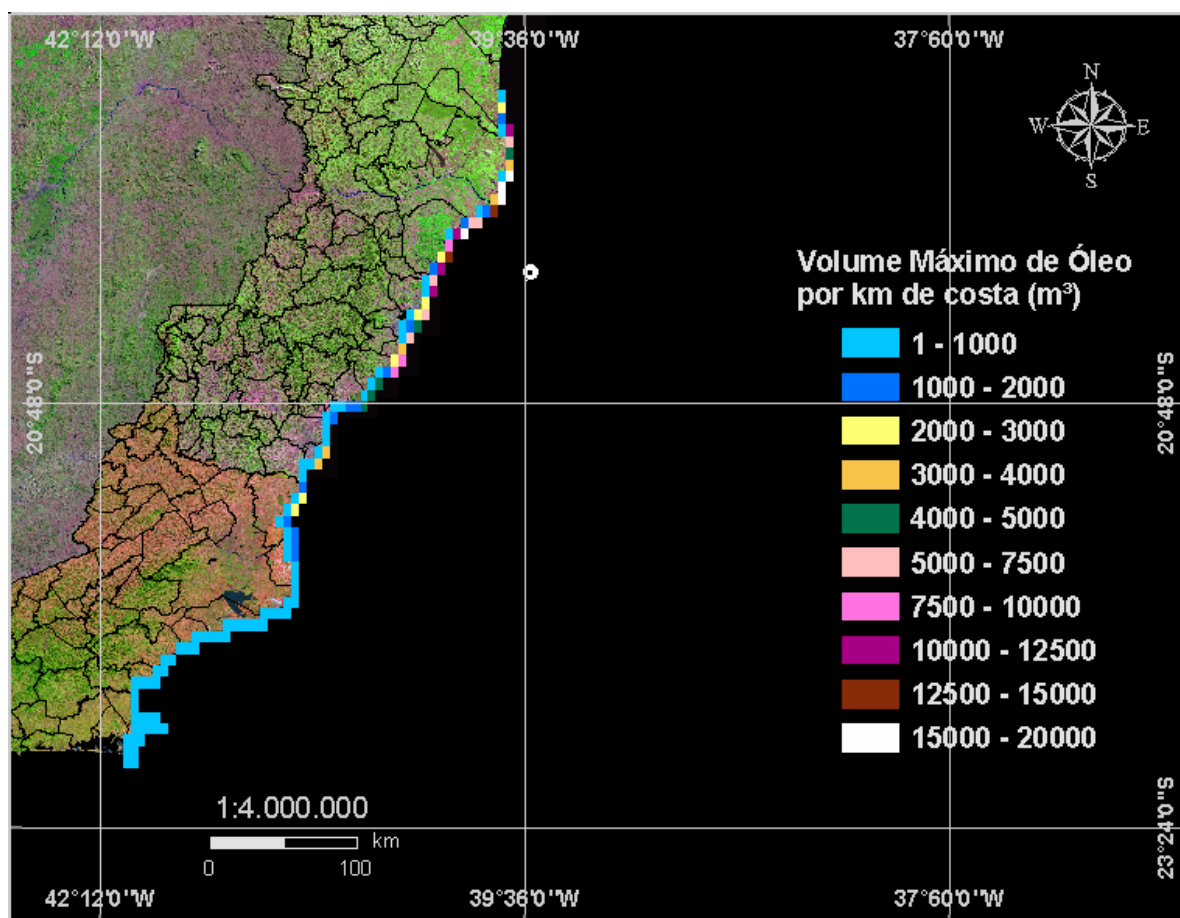 42°12'0"W
39°36'0"W
37°60'0"W
N
W
E
S
Volume Máximo de Óleo
por km de costa (m³)
1 - 1000
1000 - 2000
2000 - 3000
3000 - 4000
4000 - 5000
5000 - 7500
7500 - 10000
10000 - 12500
12500 - 15000
15000 - 20000
20°48'0"S
20°48'0"S
1:4.000.000
km
0
100
23°24'0"S
42°12'0"W
39°36'0"W
37°60'0"W